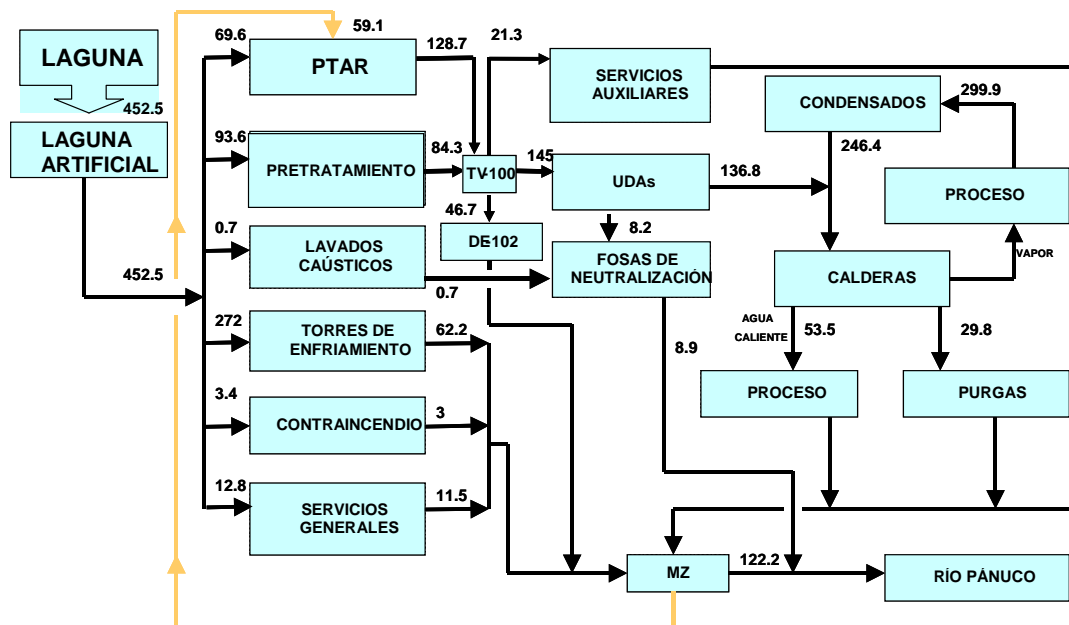 59.1
69.6
128.7
21.3
LAGUNA
PTAR
SERVICIOS
AUXILIARES
CONDENSADOS
299.9
452.5
LAGUNA
ARTIFICIAL
93.6
PRETRATAMIENTO
84.3
TV-100
145
UDAs
136.8
246.4
PROCESO
46.7
0.7
LAVADOS
CAÚSTICOS
DE102
8.2
FOSAS DE
NEUTRALIZACIÓN
CALDERAS
VAPOR
452.5
0.7
272
TORRES DE
ENFRIAMIENTO
62.2
AGUA
CALIENTE
53.5
29.8
8.9
3.4
CONTRAINCENDIO
3
PROCESO
PURGAS
12.8
SERVICIOS
GENERALES
11.5
MZ
122.2
RÍO PÁNUCO